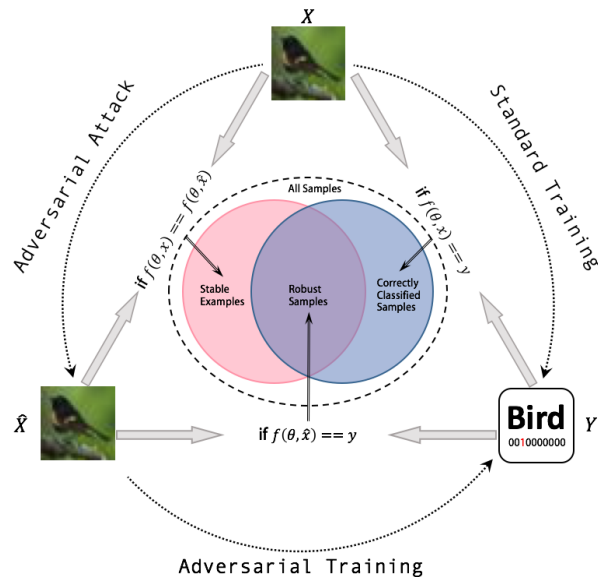 X
Adversarial Attack
Standard Training
if f(θ, x) == f(θ, x̂)
if f(θ, x) == y
All Samples
Stable
Examples
Robust
Samples
Correctly
Classified
Samples
X̂
if f(θ, x̂) == y
Bird
0010000000
Y
Adversarial Training